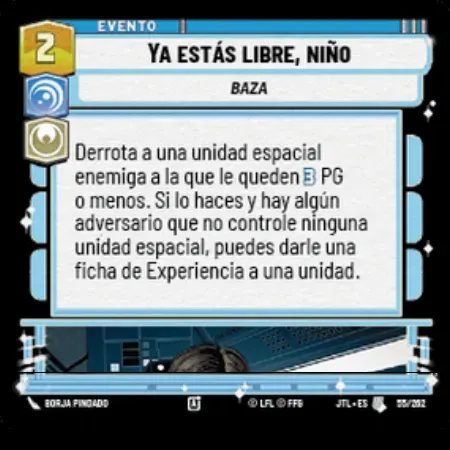 EVENTO
2
YA ESTÁS LIBRE, NIÑO
BAZA
Derrota a una unidad espacial
enemiga a la que le queden 3 PG
o menos. Si lo haces y hay algún
adversario que no controle ninguna
unidad espacial, puedes darle una
ficha de Experiencia a una unidad.
BORJA PINDADO
A
© LFL © FFG
JTL • ES
55/262